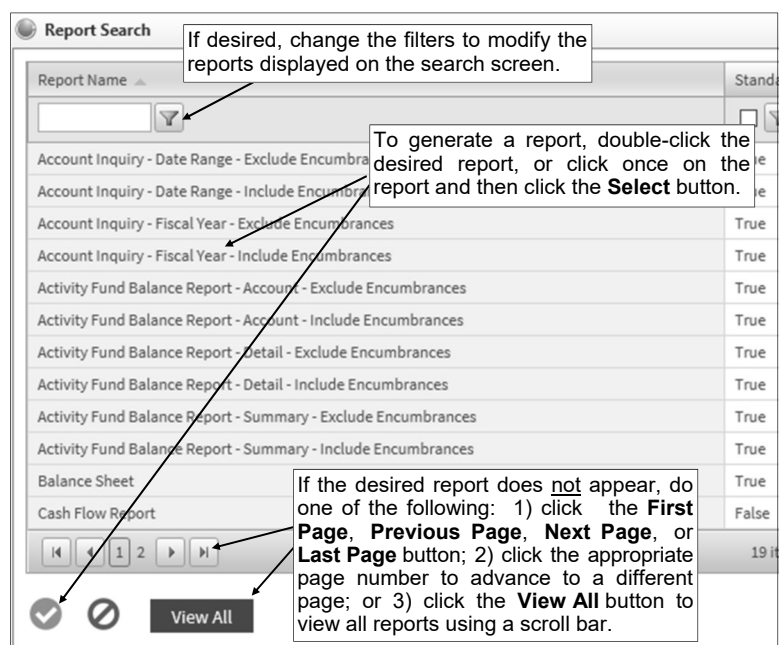 Report Search
If desired, change the filters to modify the
reports displayed on the search screen.
Report Name
Standa
To generate a report, double-click the
desired report, or click once on the
report and then click the Select button.
Account Inquiry - Date Range - Exclude Encumbra
Account Inquiry - Date Range - Include Encumbra
Account Inquiry - Fiscal Year - Exclude Encumbrances
True
Account Inquiry - Fiscal Year - Include Encumbrances
True
Activity Fund Balance Report - Account - Exclude Encumbrances
True
Activity Fund Balance Report - Account - Include Encumbrances
True
Activity Fund Balance Report - Detail - Exclude Encumbrances
True
Activity Fund Balance Report - Detail - Include Encumbrances
True
Activity Fund Balance Report - Summary - Exclude Encumbrances
True
Activity Fund Balance Report - Summary - Include Encumbrances
True
Balance Sheet
True
Cash Flow Report
False
If the desired report does not appear, do
one of the following: 1) click the First
Page, Previous Page, Next Page, or
Last Page button; 2) click the appropriate
page number to advance to a different
page; or 3) click the View All button to
view all reports using a scroll bar.
1 2
19 it
View All